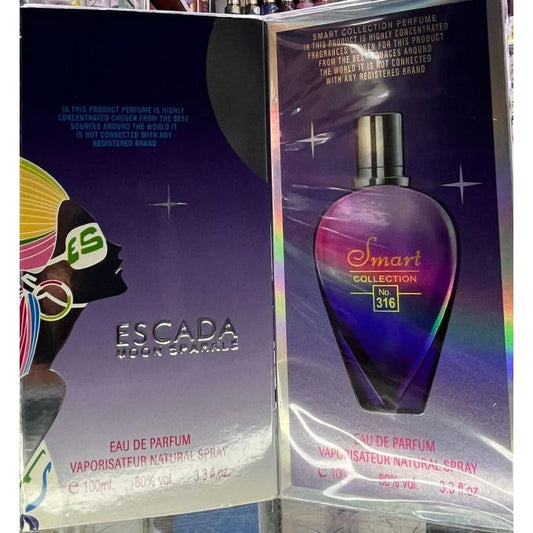 IN THIS PRODUCT PERFUME IS HIGHLY
CONCENTRATED CHOSEN FROM THE BEST
SOURCES AROUND THE WORLD IT
IS NOT CONNECTED WITH ANY
REGISTERED BRAND
ES
ESCADA
MOON SPARKLE
EAU DE PARFUM
VAPORISATEUR NATURAL SPRAY
℮ 100ml. 80% vol. 3.3 fl.oz.
SMART COLLECTION PERFUME
IN THIS PRODUCT IS HIGHLY CONCENTRATED
FRAGRANCES CHOSEN FOR THIS PRODUCT
ARE BEST SOURCES AROUND
THE WORLD IT IS NOT CONNECTED
WITH ANY REGISTERED BRAND
Smart
COLLECTION
No.
316
EAU DE PARFUM
VAPORISATEUR NATURAL SPRAY
℮ 100ml. 80% vol. 3.3 fl.oz.